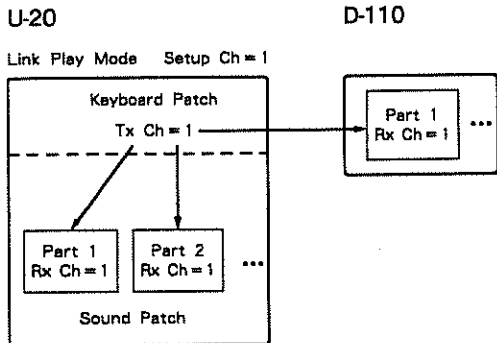 U-20
D-110
Link Play Mode Setup Ch = 1
Keyboard Patch
Tx Ch = 1
Part 1
Rx Ch = 1
...
Part 1
Rx Ch = 1
Part 2
Rx Ch = 1
...
Sound Patch